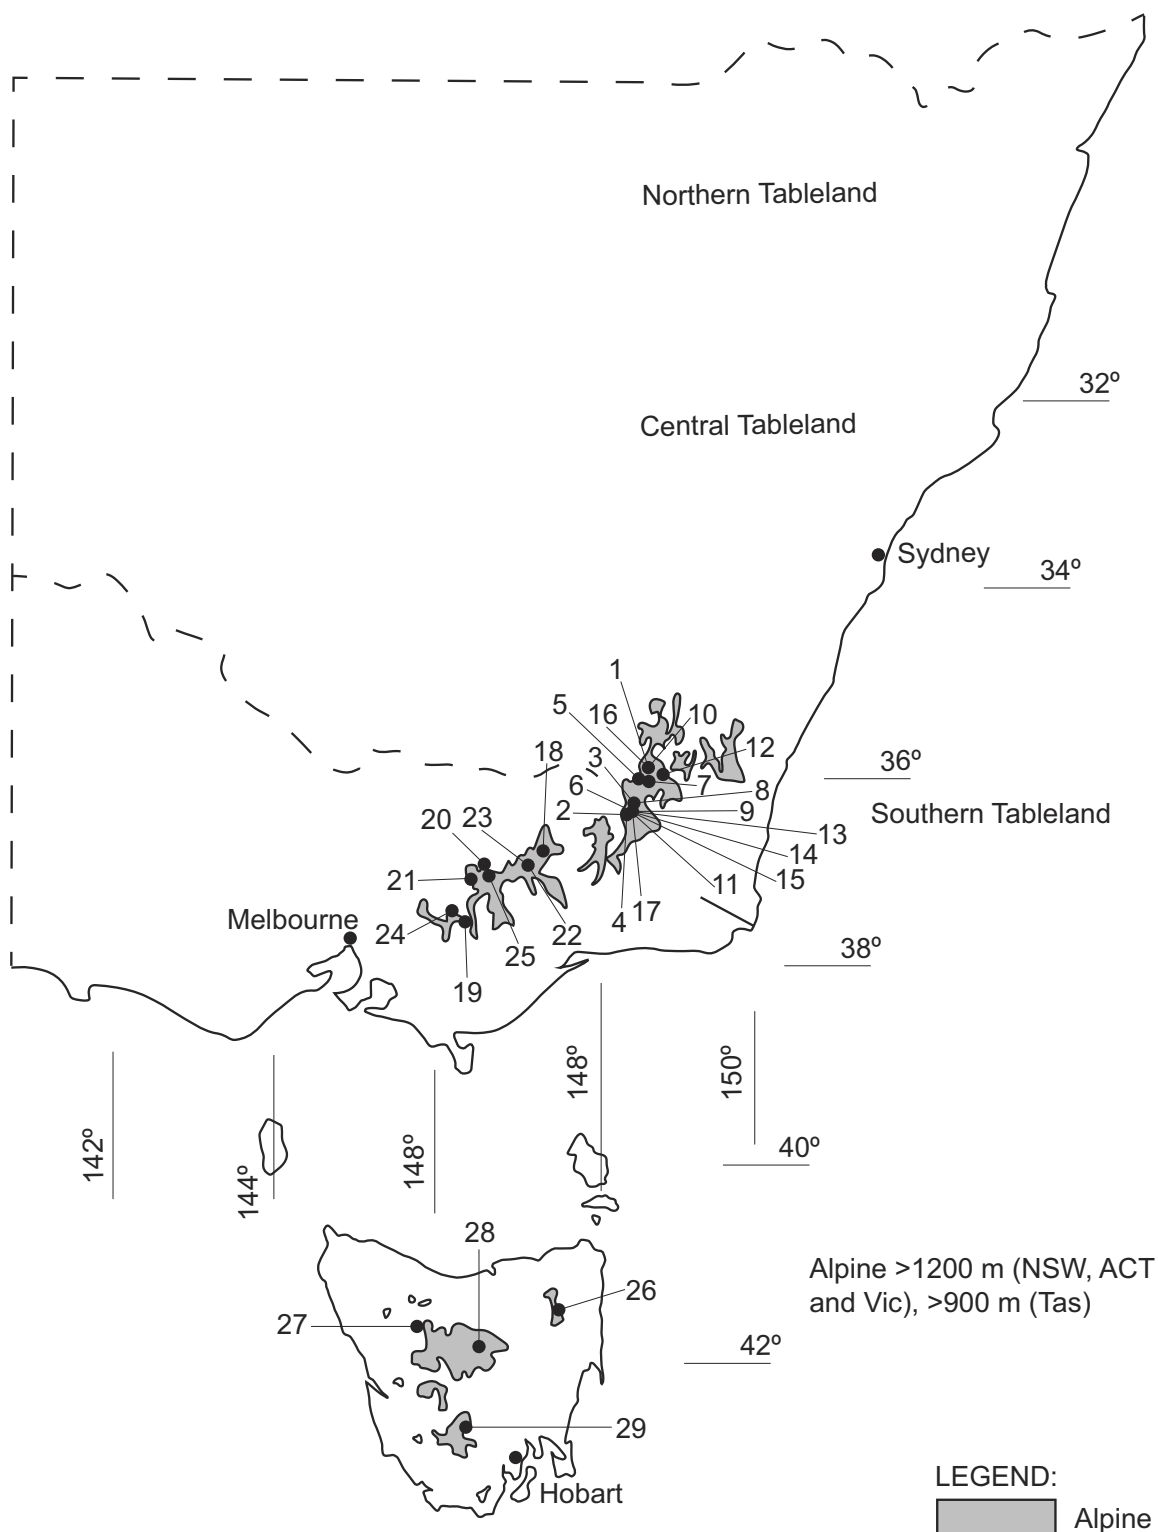 Northern Tableland
32º
Central Tableland
Sydney
34º
1
5
16
10
18
3
12
36º
6
7
8
2
9
Southern Tableland
20
23
13
14
21
11
15
Melbourne
24
4
17
22
25
38º
19
148º
150º
142º
148º
40º
144º
28
Alpine >1200 m (NSW, ACT
and Vic), >900 m (Tas)
26
27
42º
29
LEGEND:
Hobart
Alpine